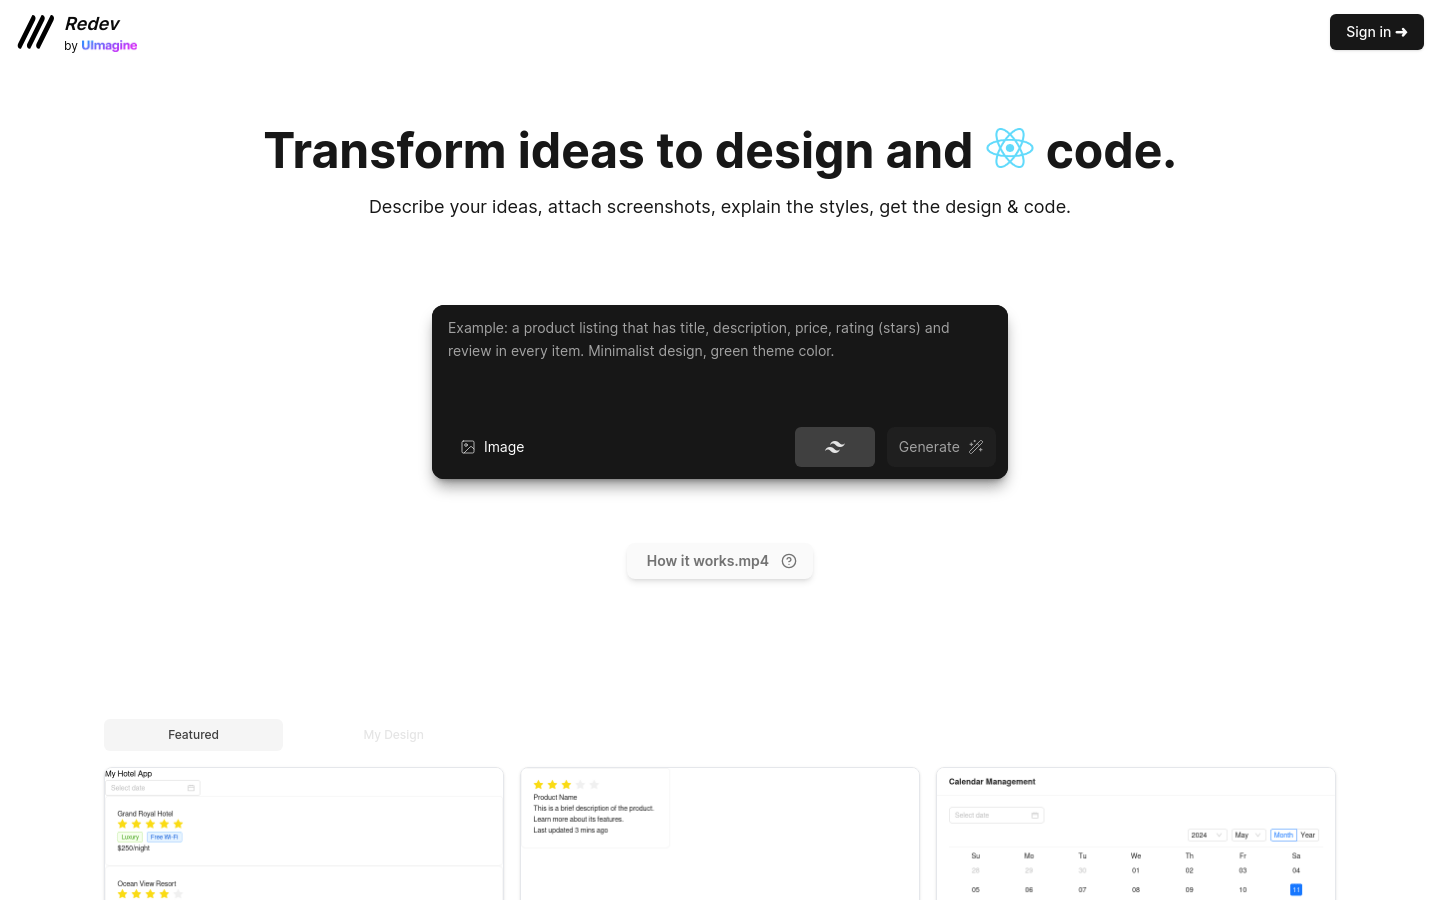 Redev
by UImagine
Sign in ➜
Transform ideas to design and code.
Describe your ideas, attach screenshots, explain the styles, get the design & code.
Example: a product listing that has title, description, price, rating (stars) and
review in every item. Minimalist design, green theme color.
Image
Generate
How it works.mp4
Featured
My Design
My Hotel App
Select date
Grand Royal Hotel
Luxury Free Wi-Fi
$250/night
Ocean View Resort
Product Name
This is a brief description of the product.
Learn more about its features.
Last updated 3 mins ago
Calendar Management
Select date
2024 May Month Year
Su Mo Tu We Th Fr Sa
28 29 30 01 02 03 04
05 06 07 08 09 10 11